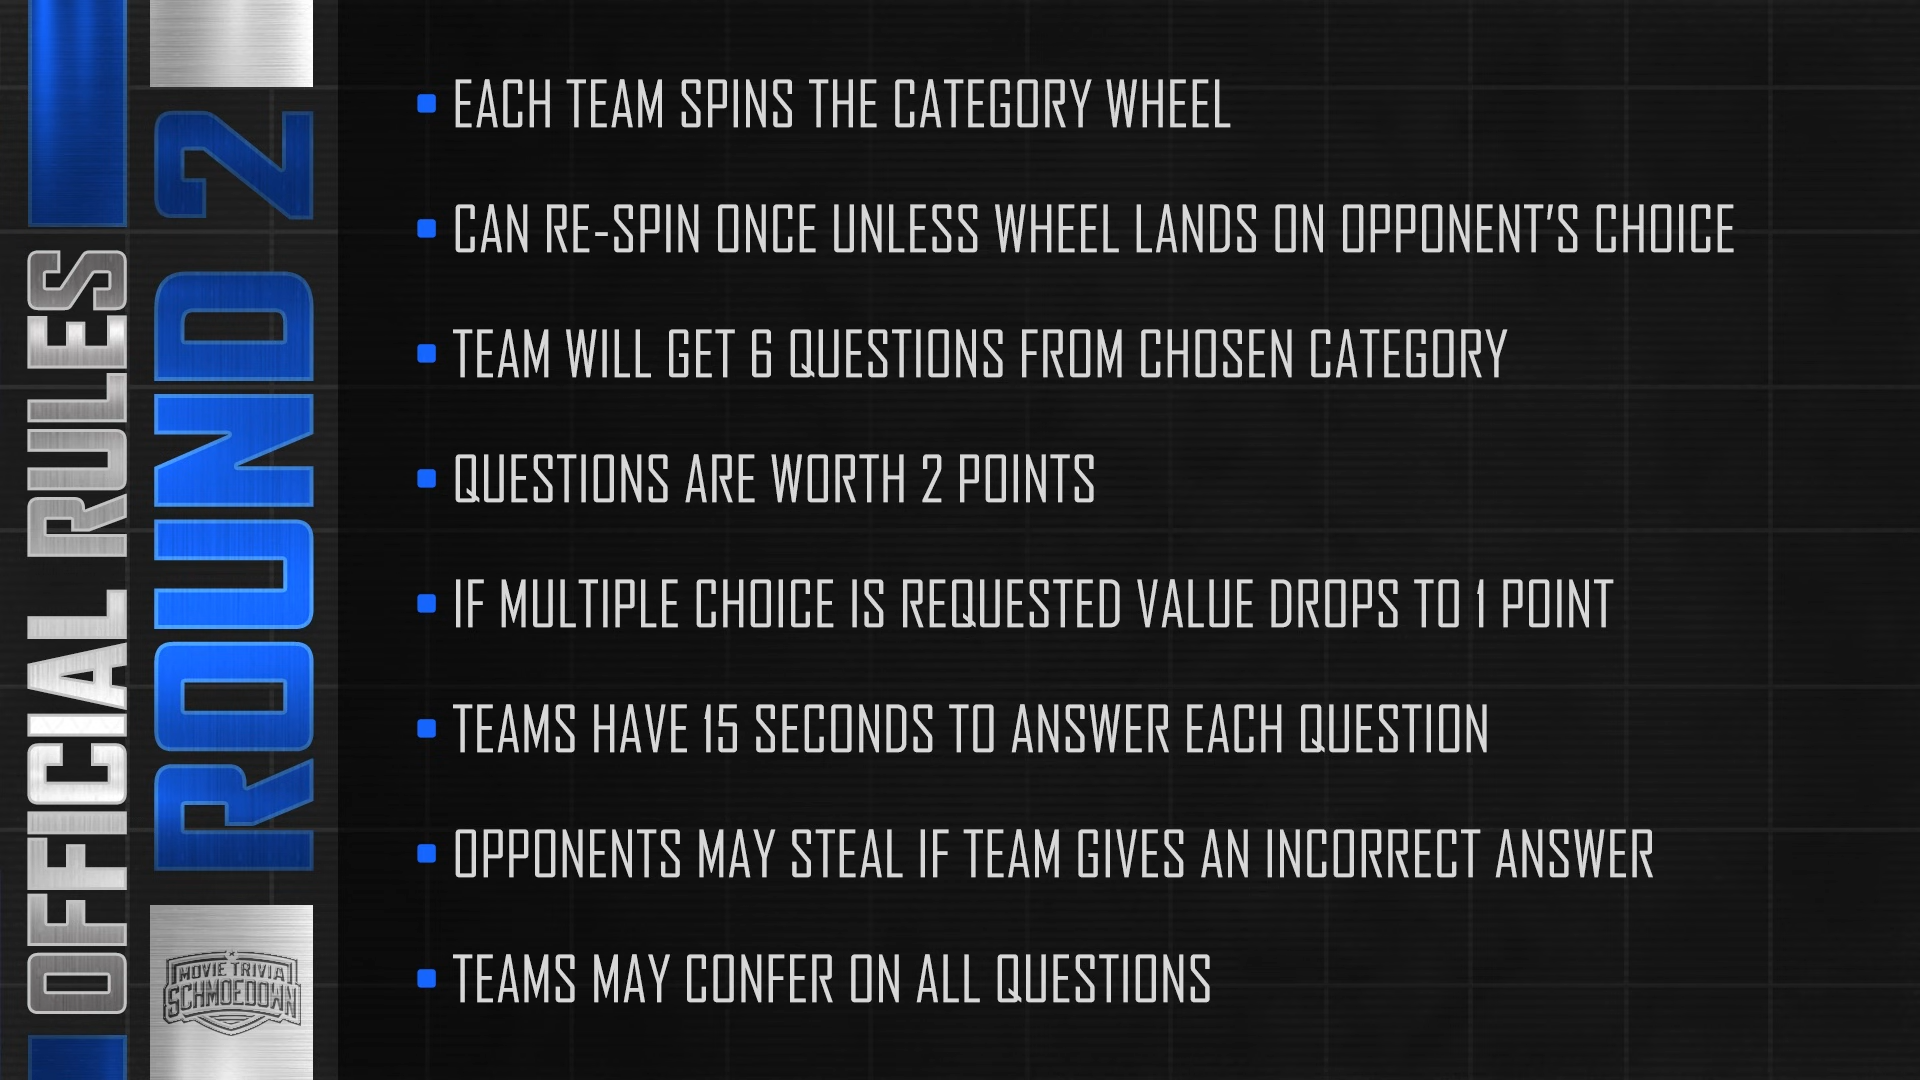 OFFICIAL RULES
ROUND 2
MOVIE TRIVIA
SCHMOEDOWN
EACH TEAM SPINS THE CATEGORY WHEEL
CAN RE-SPIN ONCE UNLESS WHEEL LANDS ON OPPONENT'S CHOICE
TEAM WILL GET 6 QUESTIONS FROM CHOSEN CATEGORY
QUESTIONS ARE WORTH 2 POINTS
IF MULTIPLE CHOICE IS REQUESTED VALUE DROPS TO 1 POINT
TEAMS HAVE 15 SECONDS TO ANSWER EACH QUESTION
OPPONENTS MAY STEAL IF TEAM GIVES AN INCORRECT ANSWER
TEAMS MAY CONFER ON ALL QUESTIONS